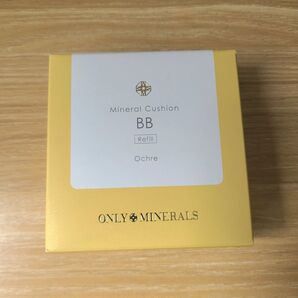 Mineral Cushion
BB
Refill
Ochre
ONLY MINERALS